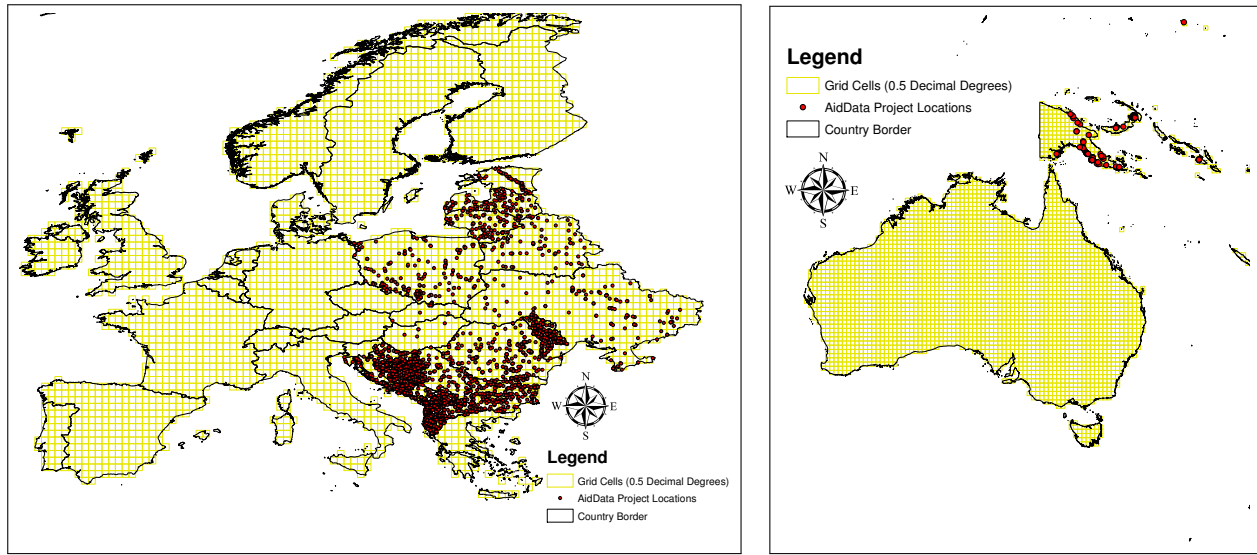 N
W E
S
Legend
Grid Cells (0.5 Decimal Degrees)
AidData Project Locations
Country Border
Legend
Grid Cells (0.5 Decimal Degrees)
AidData Project Locations
Country Border
N
W E
S